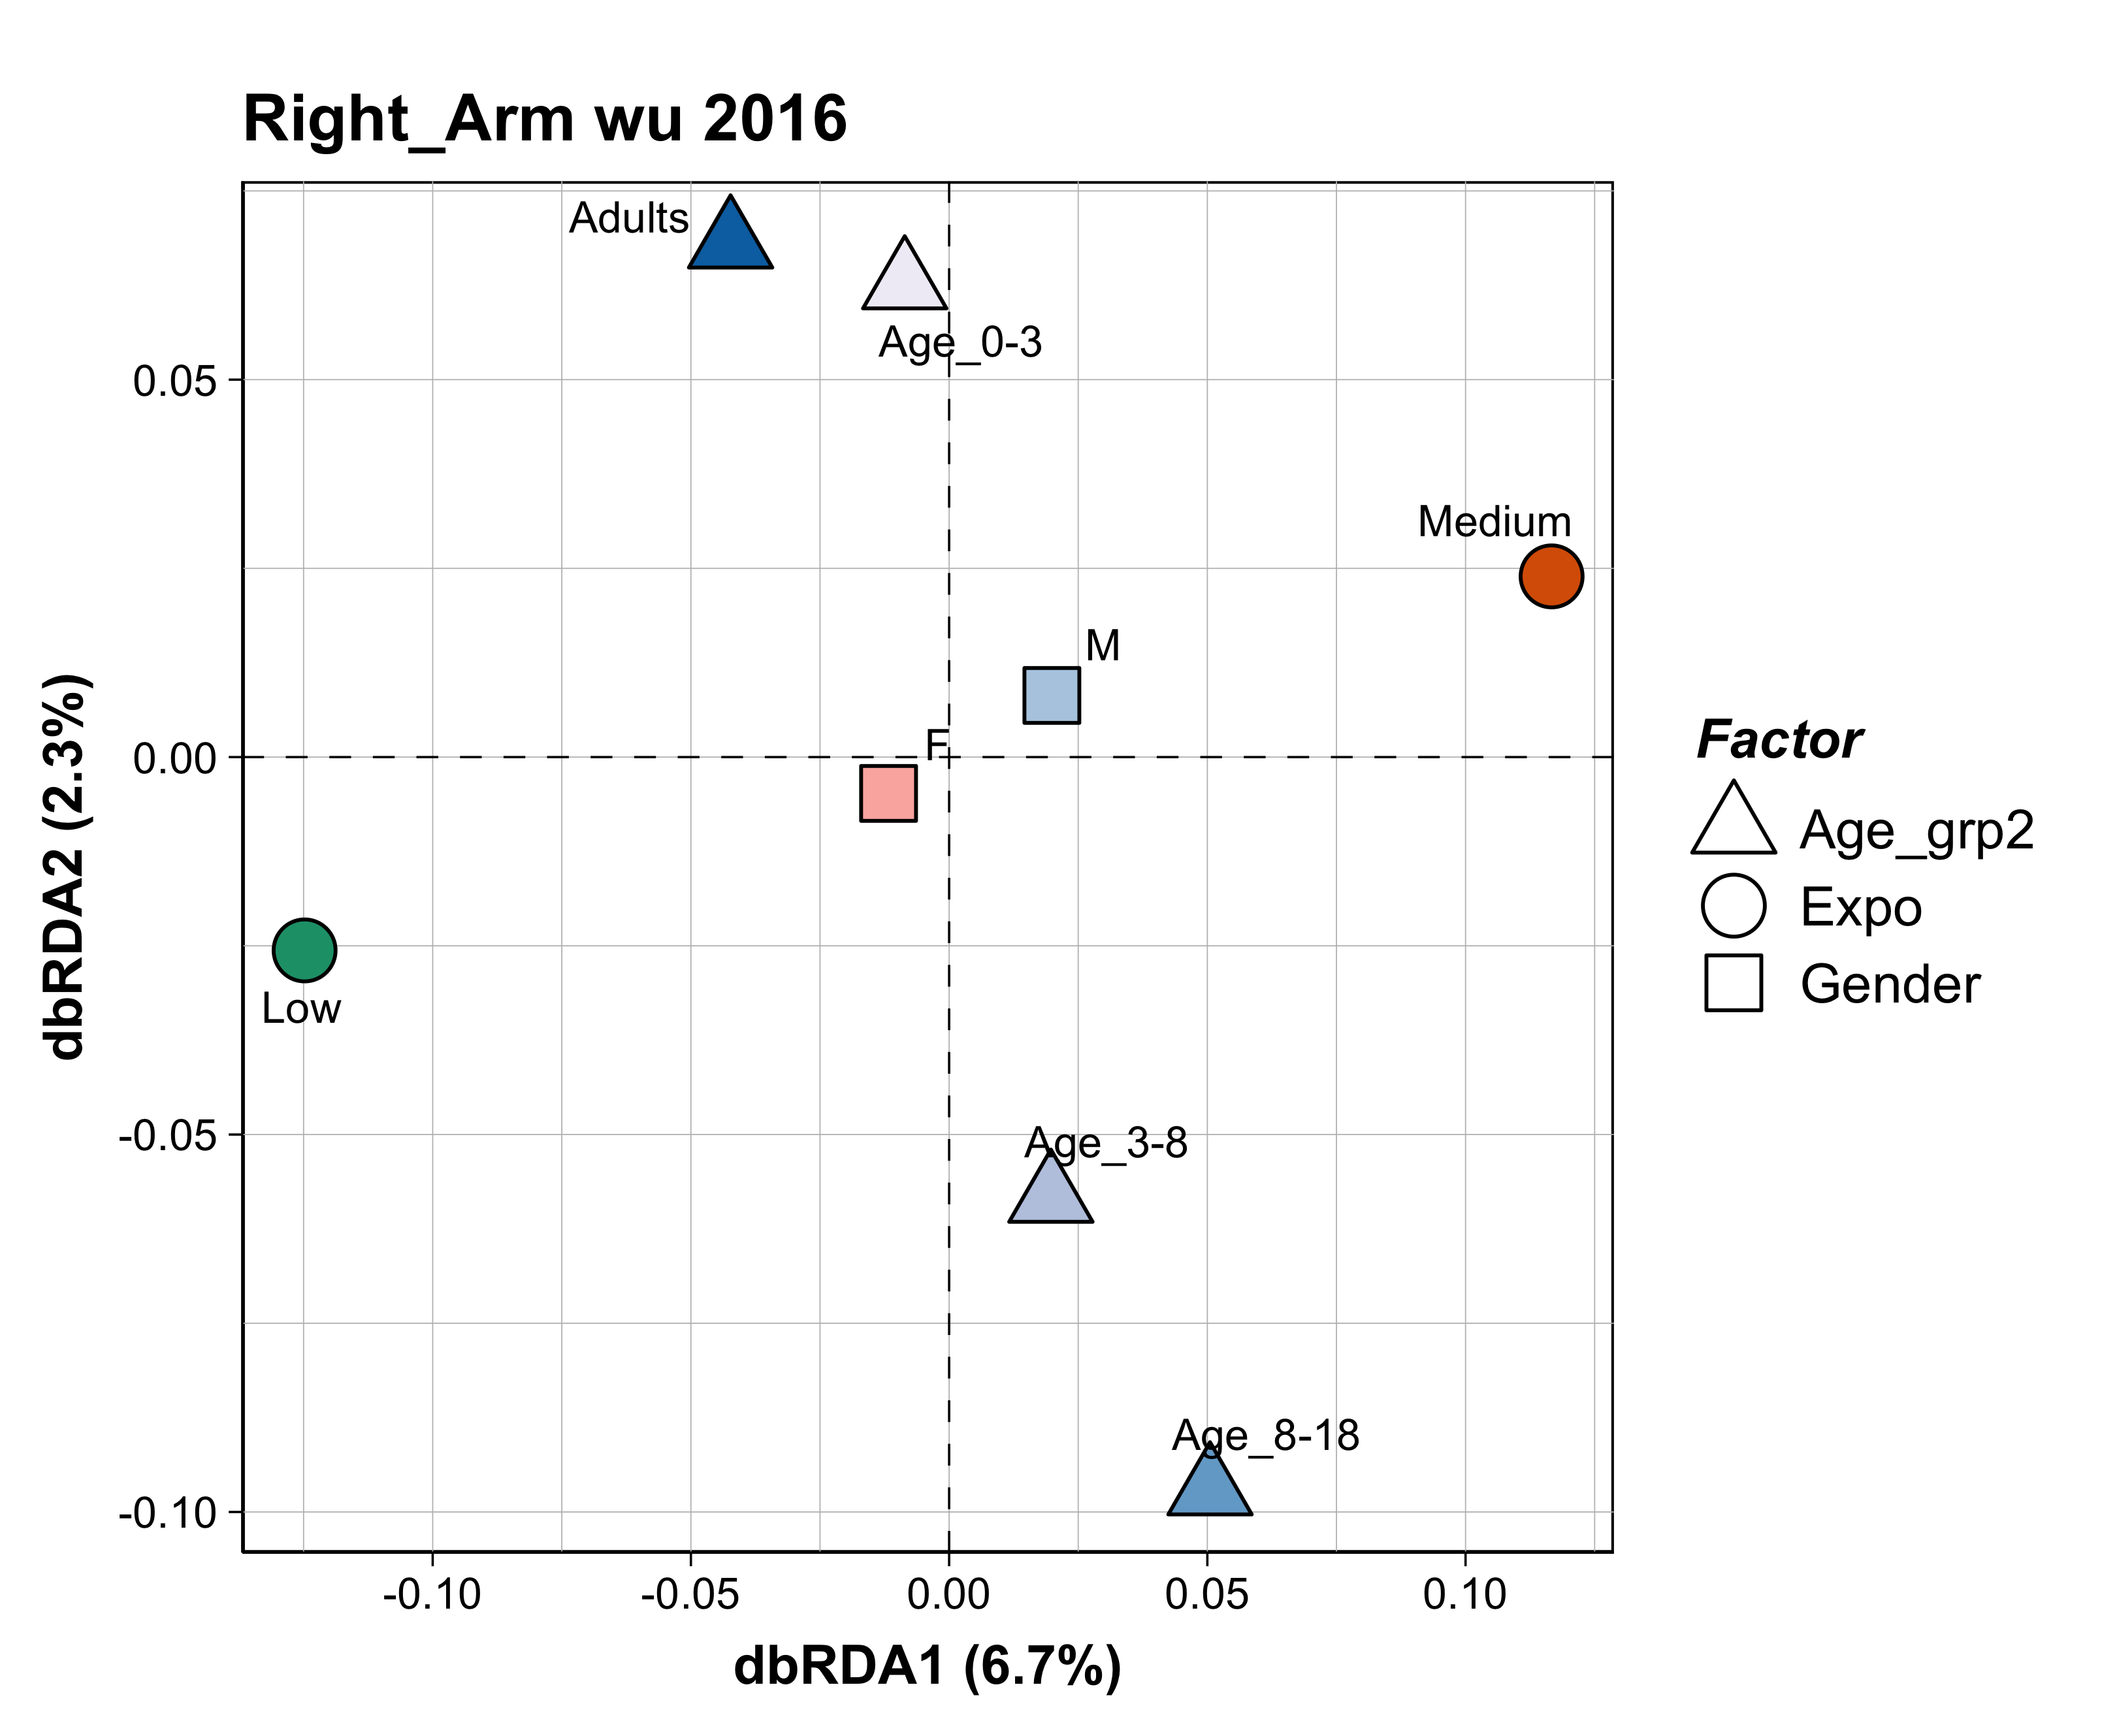 Right_Arm wu 2016
Adults
Age_0-3
0.05
Medium
M
F
0.00
dbRDA2 (2.3%)
Factor
Age_grp2
Expo
Gender
Low
-0.05
Age_3-8
Age_8-18
-0.10
-0.10 -0.05 0.00 0.05 0.10
dbRDA1 (6.7%)